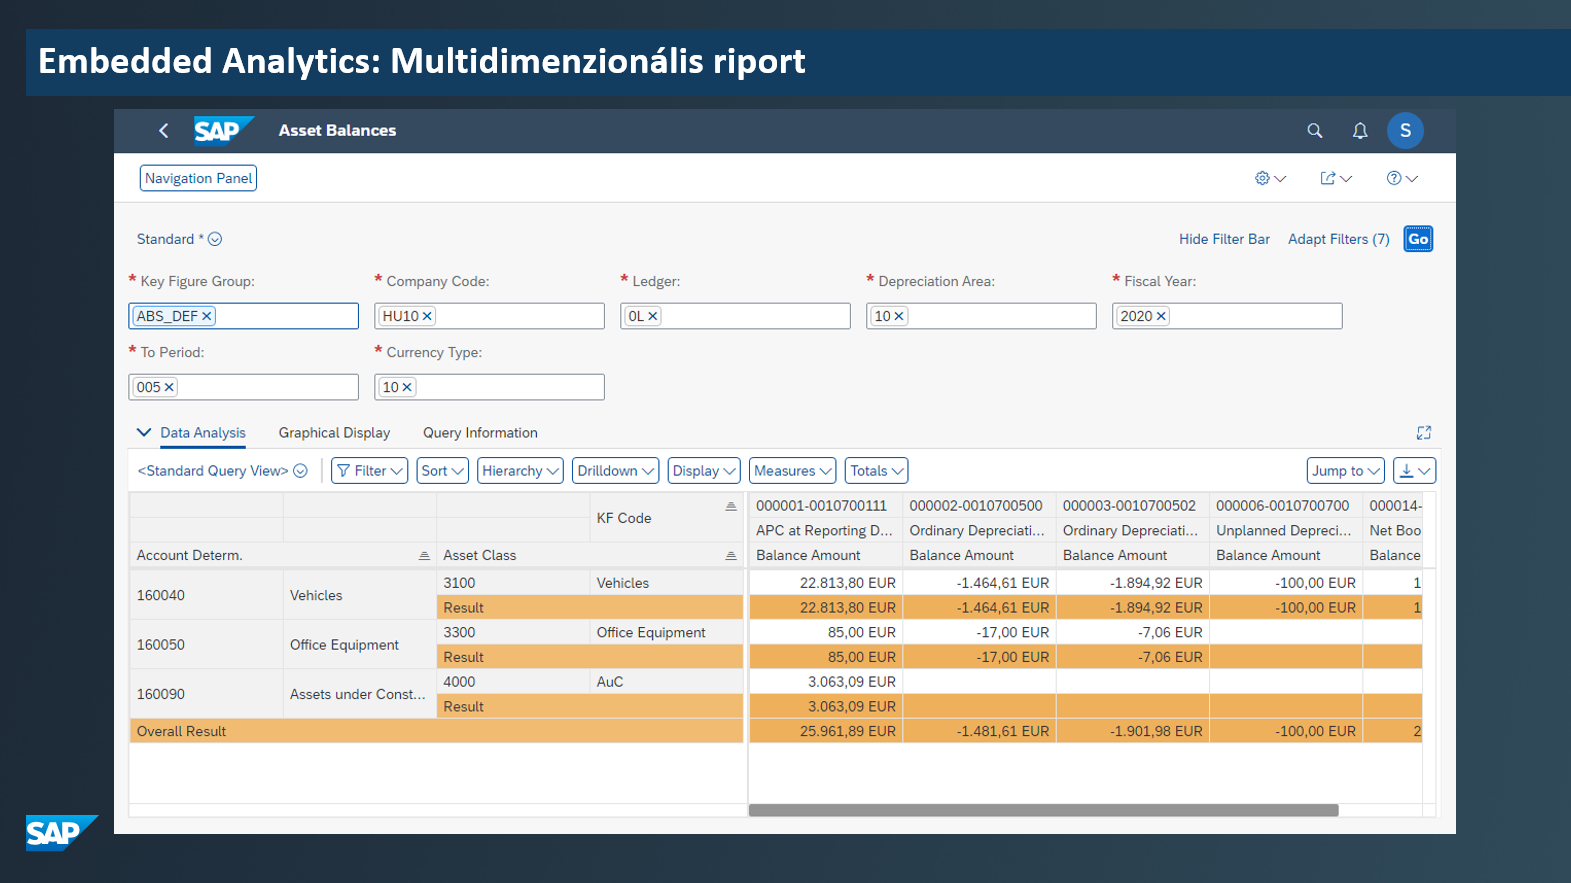 Embedded Analytics: Multidimenzionális riport
SAP Asset Balances S
Navigation Panel
Standard * Hide Filter Bar Adapt Filters (7) Go
* Key Figure Group: * Company Code: * Ledger: * Depreciation Area: * Fiscal Year:
ABS_DEF HU10 0L 10 2020
* To Period: * Currency Type:
005 10
Data Analysis Graphical Display Query Information
<Standard Query View> Filter Sort Hierarchy Drilldown Display Measures Totals Jump to
KF Code 000001-0010700111 000002-0010700500 000003-0010700502 000006-0010700700 000014-
APC at Reporting D... Ordinary Depreciati... Ordinary Depreciati... Unplanned Depreci... Net Boo
Account Determ. Asset Class Balance Amount Balance Amount Balance Amount Balance Amount Balance
160040 Vehicles 3100 Vehicles 22.813,80 EUR -1.464,61 EUR -1.894,92 EUR -100,00 EUR 1
Result 22.813,80 EUR -1.464,61 EUR -1.894,92 EUR -100,00 EUR 1
160050 Office Equipment 3300 Office Equipment 85,00 EUR -17,00 EUR -7,06 EUR
Result 85,00 EUR -17,00 EUR -7,06 EUR
160090 Assets under Const... 4000 AuC 3.063,09 EUR
Result 3.063,09 EUR
Overall Result 25.961,89 EUR -1.481,61 EUR -1.901,98 EUR -100,00 EUR 2
SAP